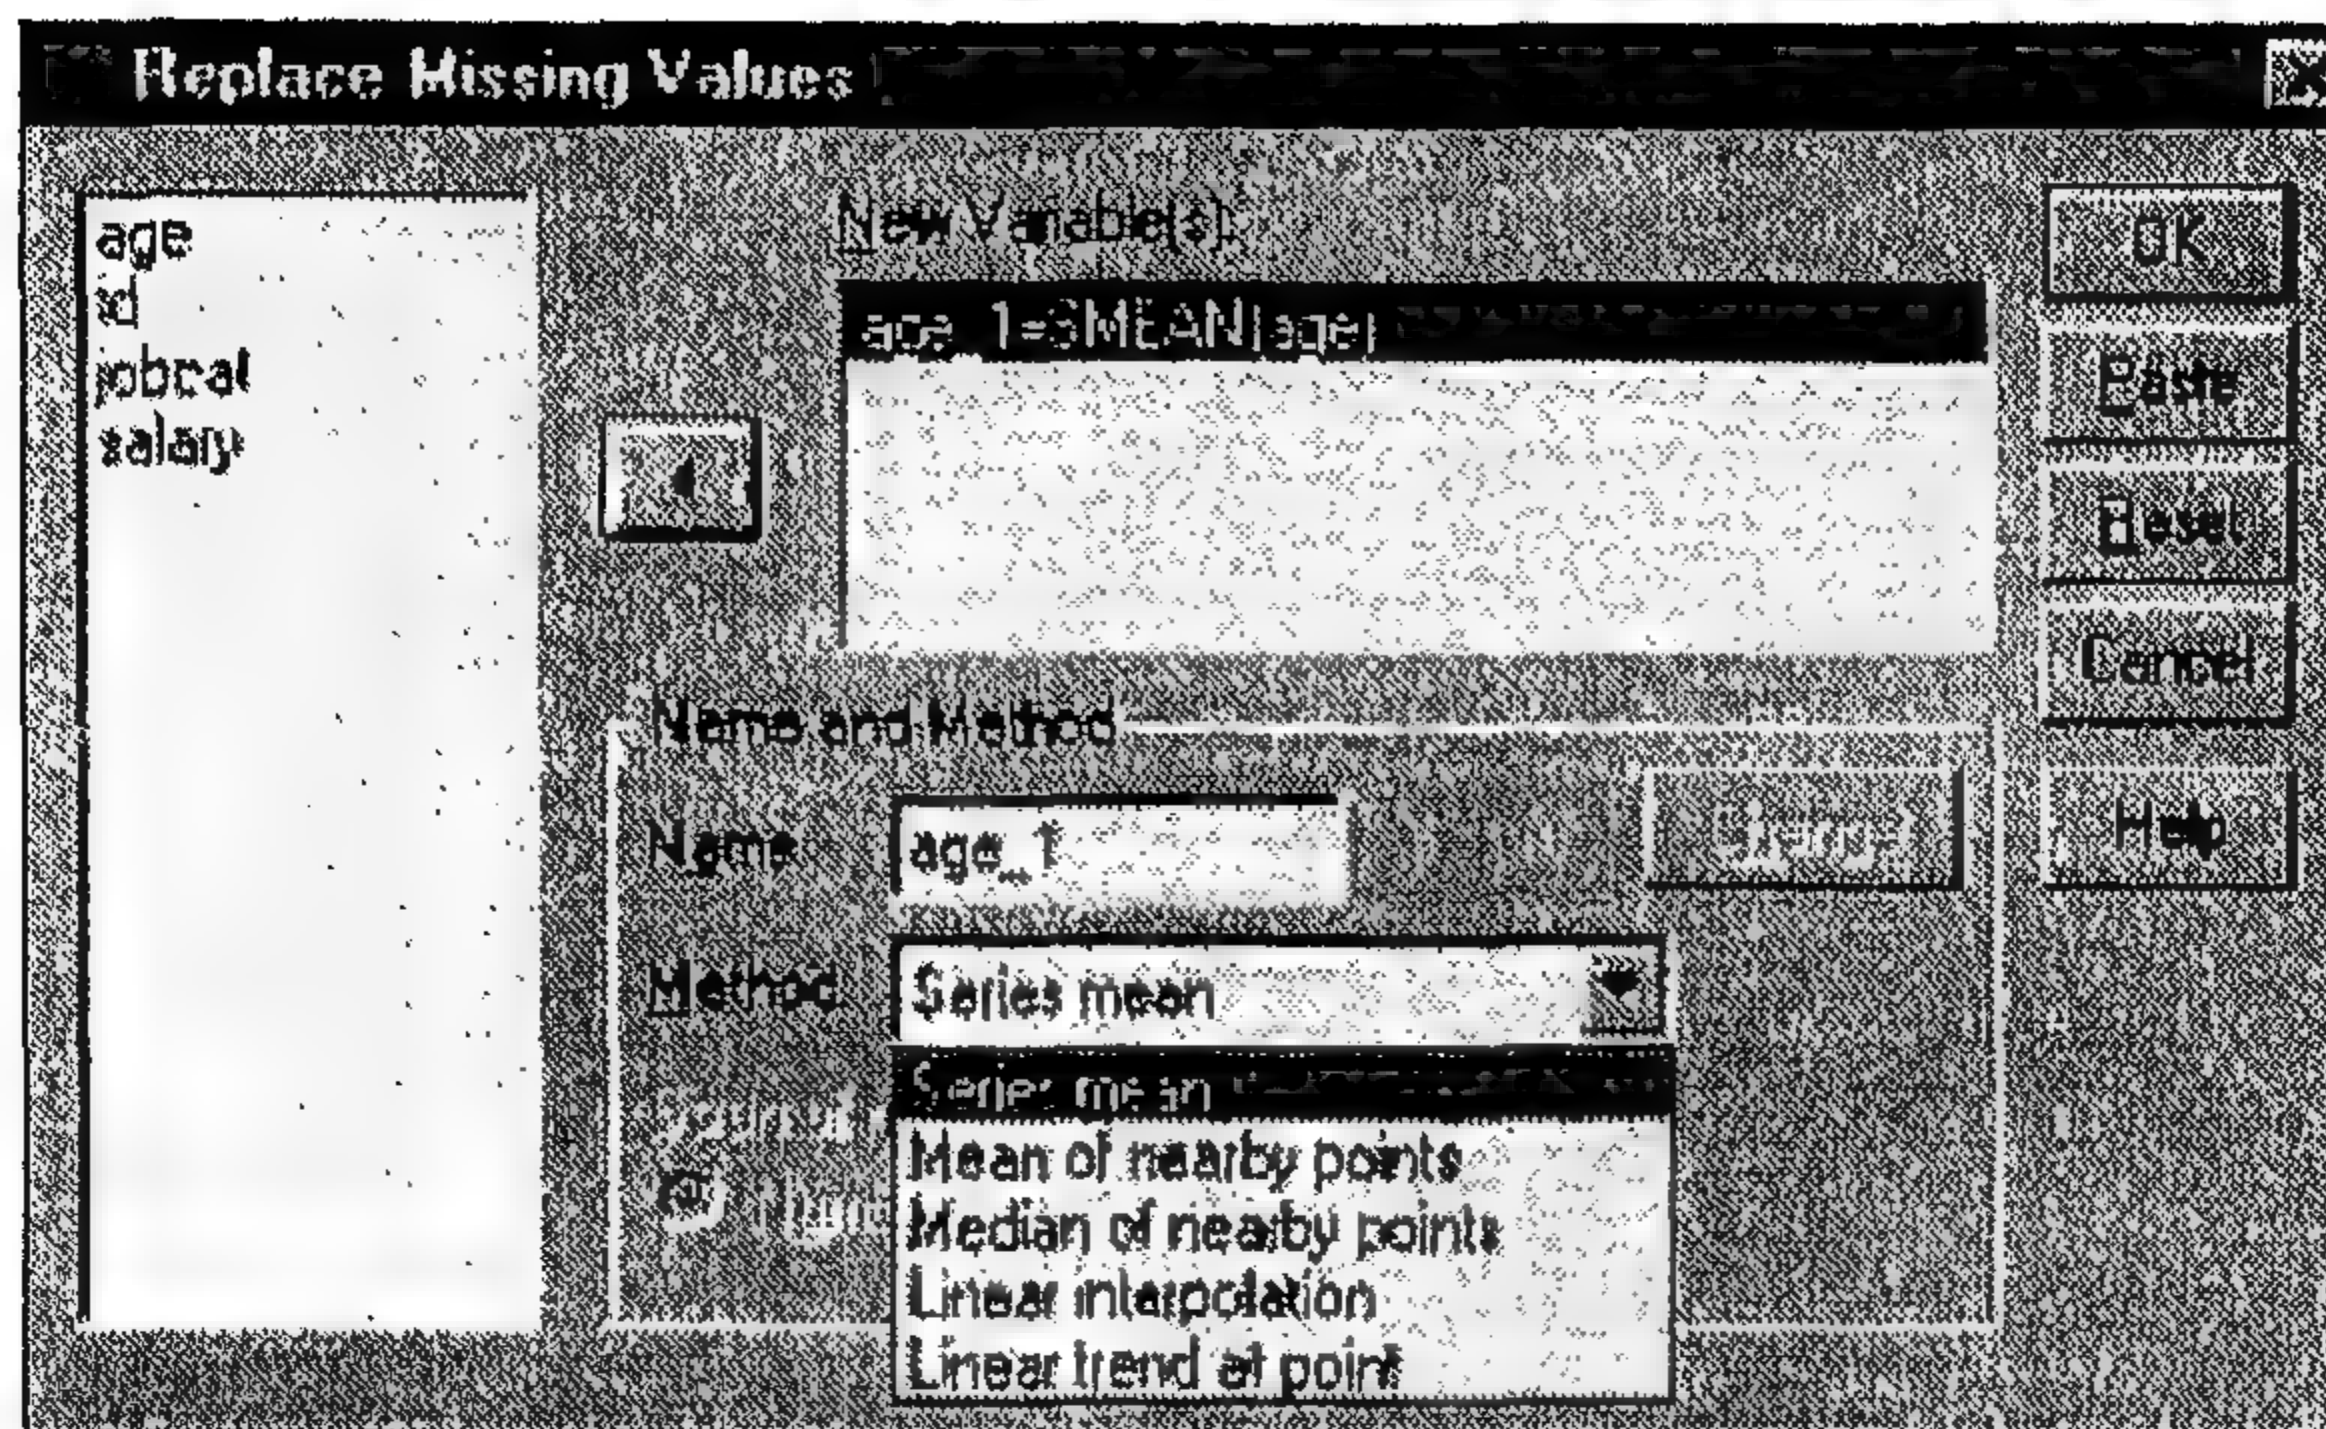 Replace Missing Values
age
id
jobcat
salary
New Variable(s):
age_1=SMEAN(age)
OK
Paste
Reset
Cancel
Help
Name and Method
Name
age_1
Change
Method
Series mean
Series mean
Mean of nearby points
Median of nearby points
Linear interpolation
Linear trend at point